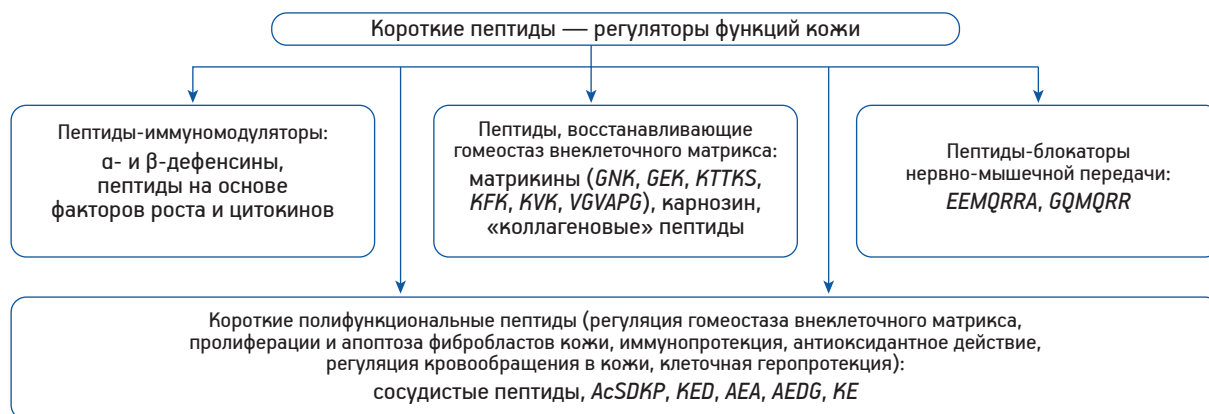 Короткие пептиды — регуляторы функций кожи
Пептиды-иммуномодуляторы:
α- и β-дефенсины,
пептиды на основе
факторов роста и цитокинов
Пептиды, восстанавливающие
гомеостаз внеклеточного матрикса:
матрикины (GNK, GEK, KTTKS,
KFK, KVK, VGVAPG), карнозин,
«коллагеновые» пептиды
Пептиды-блокаторы
нервно-мышечной передачи:
EEMQRRA, GQMQRR
Короткие полифункциональные пептиды (регуляция гомеостаза внеклеточного матрикса,
пролиферации и апоптоза фибробластов кожи, иммунопротекция, антиоксидантное действие,
регуляция кровообращения в кожи, клеточная геропротекция):
сосудистые пептиды, AcSDKP, KED, AEA, AEDG, KE